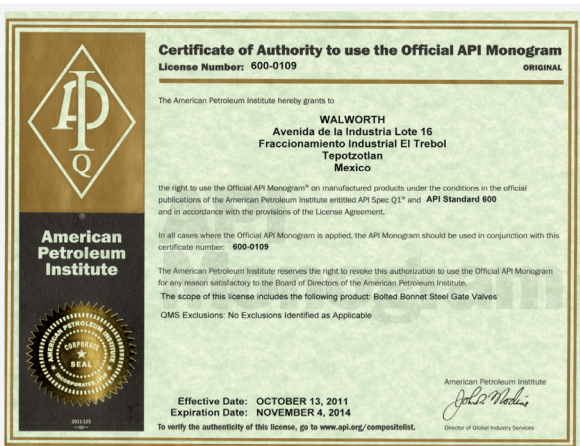 Certificate of Authority to use the Official API Monogram
License Number: 600-0109
ORIGINAL
The American Petroleum Institute hereby grants to
WALWORTH
Avenida de la Industria Lote 16
Fraccionamiento Industrial El Trebol
Tepotzotlan
Mexico
the right to use the Official API Monogram® on manufactured products under the conditions in the official
publications of the American Petroleum Institute entitled API Spec Q1® and API Standard 600
and in accordance with the provisions of the License Agreement.
In all cases where the Official API Monogram is applied, the API Monogram should be used in conjunction with this
certificate number: 600-0109
The American Petroleum Institute reserves the right to revoke this authorization to use the Official API Monogram
for any reason satisfactory to the Board of Directors of the American Petroleum Institute.
The scope of this license includes the following product: Bolted Bonnet Steel Gate Valves
QMS Exclusions: No Exclusions Identified as Applicable
American Petroleum Institute
Effective Date: OCTOBER 13, 2011
Expiration Date: NOVEMBER 4, 2014
To verify the authenticity of this license, go to www.api.org/compositelist.
Director of Global Industry Services
API
Q
®
American
Petroleum
Institute
AMERICAN PETROLEUM INSTITUTE
CORPORATE
SEAL
INCORPORATED
2011-123